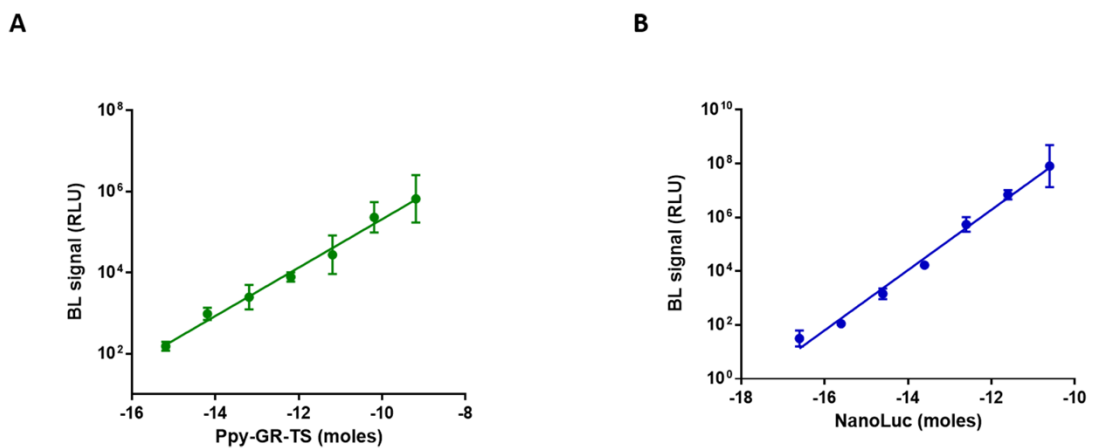 A
B
BL signal (RLU)
10^8
10^6
10^4
10^2
-16 -14 -12 -10 -8
Ppy-GR-TS (moles)
BL signal (RLU)
10^10
10^8
10^6
10^4
10^2
10^0
-18 -16 -14 -12 -10
NanoLuc (moles)